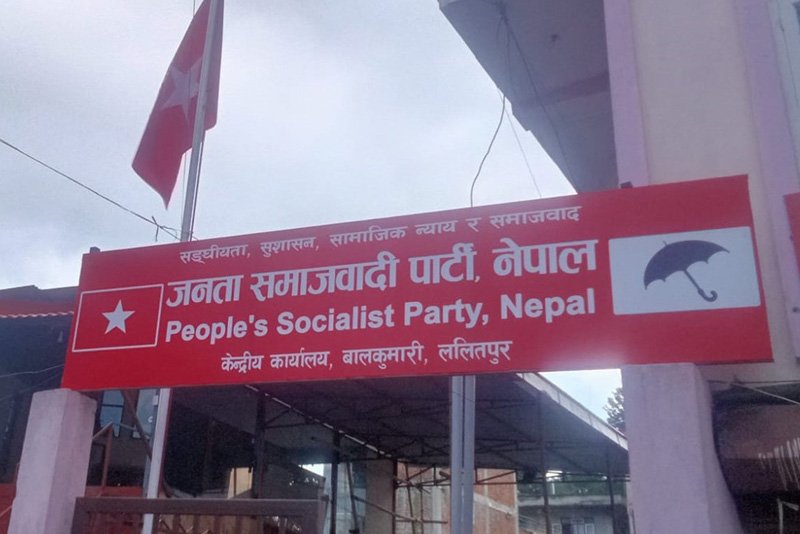 सङ्घीयता, सुशासन, सामाजिक न्याय र समाजवाद
जनता समाजवादी पार्टी, नेपाल
People's Socialist Party, Nepal
केन्द्रीय कार्यालय, बालकुमारी, ललितपुर